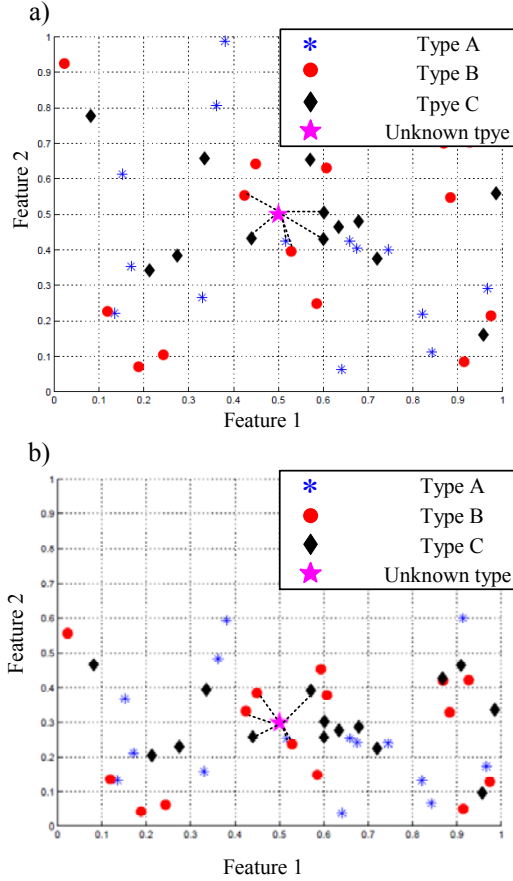 a)
Type A
Type B
Tpye C
Unknown tpye
1
0.9
0.8
0.7
0.6
0.5
0.4
0.3
0.2
0.1
0
Feature 2
0 0.1 0.2 0.3 0.4 0.5 0.6 0.7 0.8 0.9 1
Feature 1
b)
Type A
Type B
Type C
Unknown type
1
0.9
0.8
0.7
0.6
0.5
0.4
0.3
0.2
0.1
0
Feature 2
0 0.1 0.2 0.3 0.4 0.5 0.6 0.7 0.8 0.9 1
Feature 1